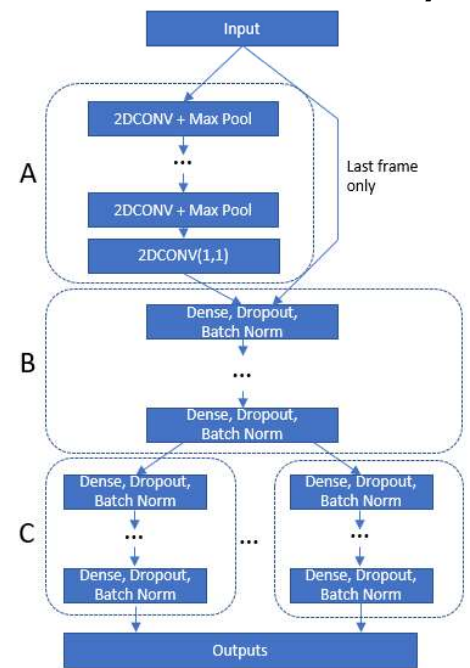 Input
A
2DCONV + Max Pool
...
2DCONV + Max Pool
2DCONV(1,1)
Last frame
only
B
Dense, Dropout,
Batch Norm
...
Dense, Dropout,
Batch Norm
C
Dense, Dropout,
Batch Norm
...
Dense, Dropout,
Batch Norm
...
Dense, Dropout,
Batch Norm
...
Dense, Dropout,
Batch Norm
Outputs